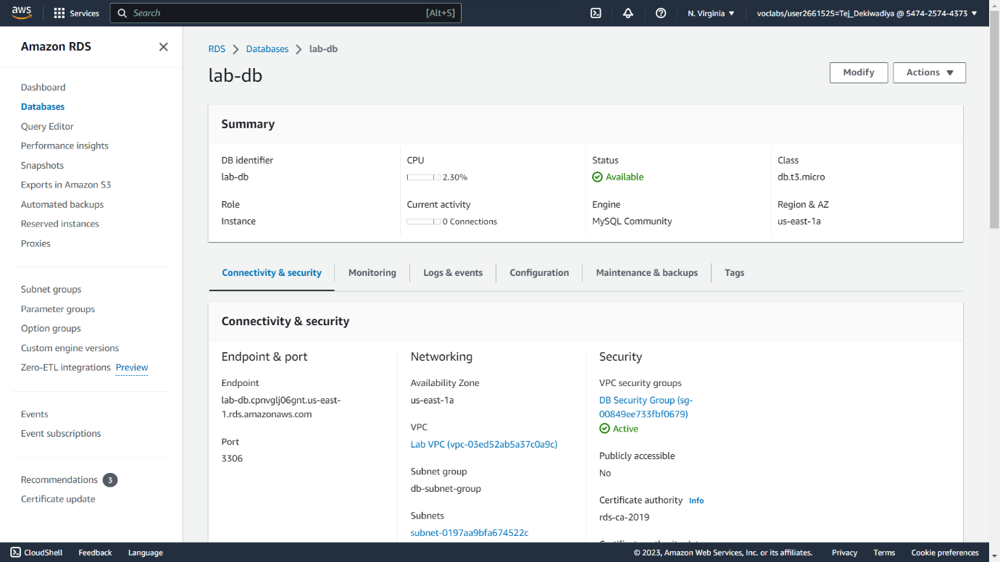 aws
Services
Search
[Alt+S]
N. Virginia
voclabs/user2661525=Tej_Dekiwadiya @ 5474-2574-4373
Amazon RDS
Dashboard
Databases
Query Editor
Performance insights
Snapshots
Exports in Amazon S3
Automated backups
Reserved instances
Proxies
Subnet groups
Parameter groups
Option groups
Custom engine versions
Zero-ETL integrations Preview
Events
Event subscriptions
Recommendations 3
Certificate update
RDS
Databases
lab-db
lab-db
Modify
Actions
Summary
DB identifier
lab-db
CPU
2.30%
Status
Available
Class
db.t3.micro
Role
Instance
Current activity
0 Connections
Engine
MySQL Community
Region & AZ
us-east-1a
Connectivity & security
Monitoring
Logs & events
Configuration
Maintenance & backups
Tags
Connectivity & security
Endpoint & port
Endpoint
lab-db.cpnvglj06gnt.us-east-
1.rds.amazonaws.com
Port
3306
Networking
Availability Zone
us-east-1a
VPC
Lab VPC (vpc-03ed52ab5a37c0a9c)
Subnet group
db-subnet-group
Subnets
subnet-0197aa9bfa674522c
Security
VPC security groups
DB Security Group (sg-
00849ee733fbf0679)
Active
Publicly accessible
No
Certificate authority Info
rds-ca-2019
CloudShell
Feedback
Language
© 2023, Amazon Web Services, Inc. or its affiliates.
Privacy
Terms
Cookie preferences